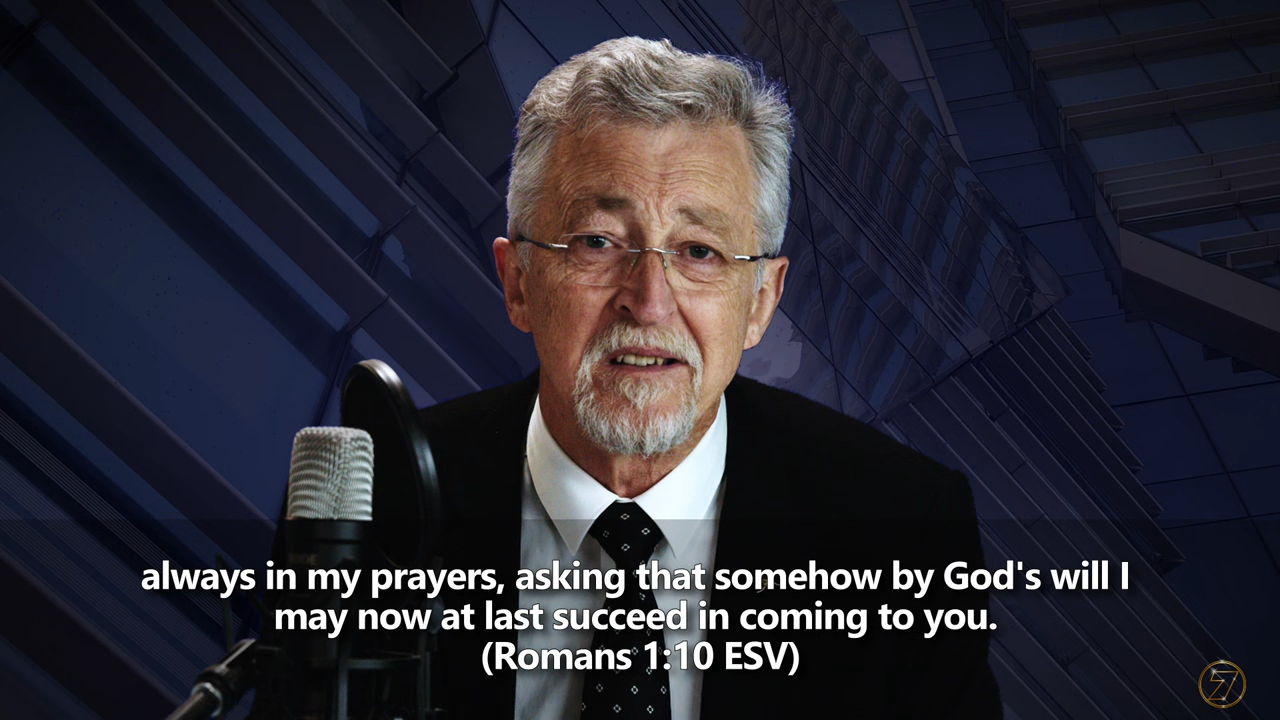 always in my prayers, asking that somehow by God's will I
may now at last succeed in coming to you.
(Romans 1:10 ESV)